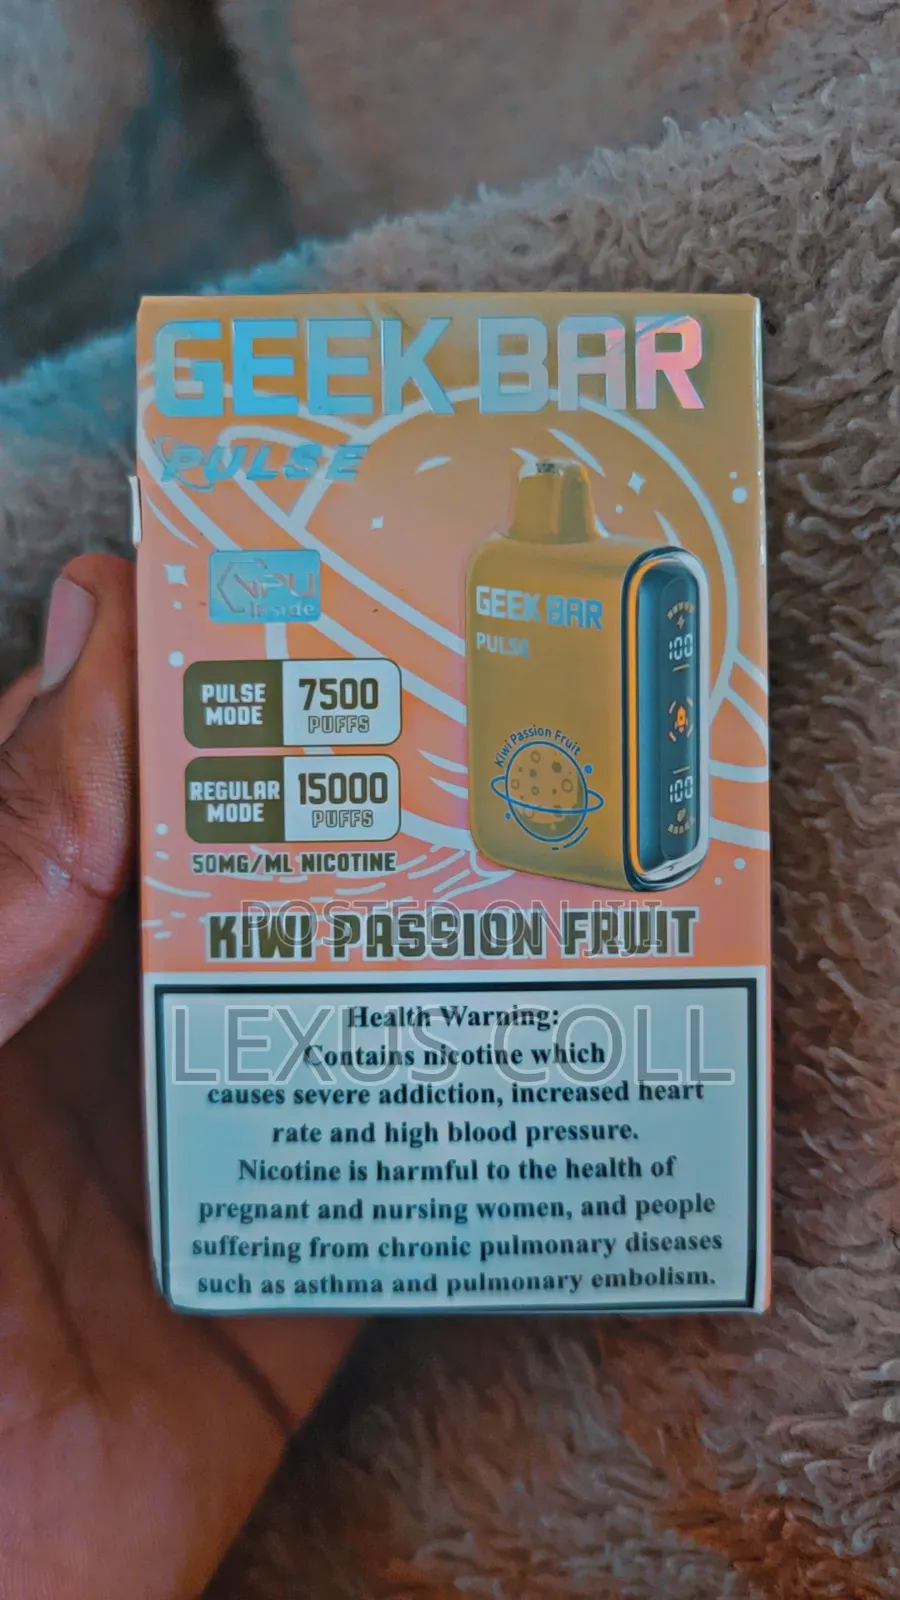 GEEK BAR
PULSE
VPU
Inside
GEEK BAR
PULSE
Kiwi Passion Fruit
100
100
PULSE MODE
7500 PUFFS
REGULAR MODE
15000 PUFFS
50MG/ML NICOTINE
KIWI PASSION FRUIT
POSTED ON JIJI
LEXUS COLL
Health Warning:
Contains nicotine which
causes severe addiction, increased heart
rate and high blood pressure.
Nicotine is harmful to the health of
pregnant and nursing women, and people
suffering from chronic pulmonary diseases
such as asthma and pulmonary embolism.